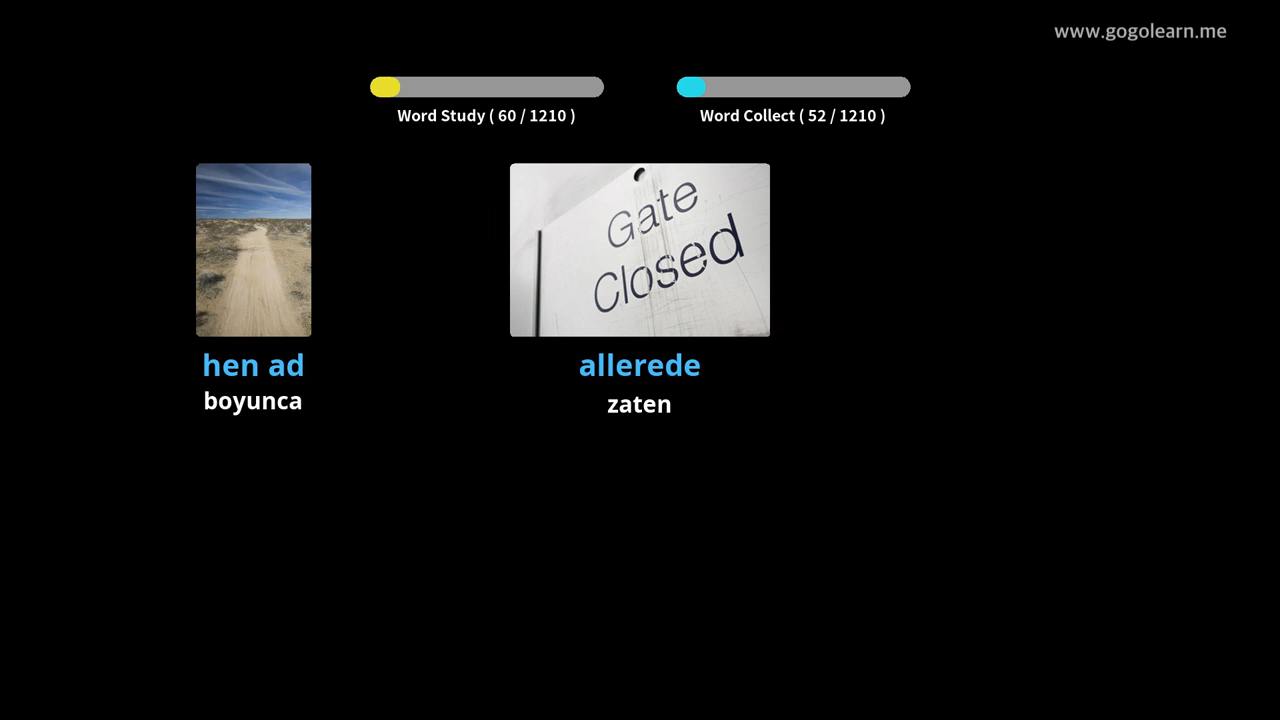 www.gogolearn.me
Word Study ( 60 / 1210 )
Word Collect ( 52 / 1210 )
Gate
Closed
hen ad
boyunca
allerede
zaten